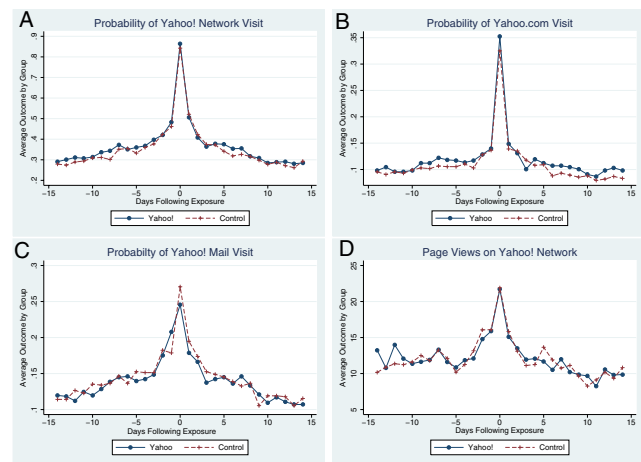 A
Probability of Yahoo! Network Visit
Average Outcome by Group
.9
.8
.7
.6
.5
.4
.3
.2
−15 −10 −5 0 5 10 15
Days Following Exposure
Yahoo! Control
B
Probability of Yahoo.com Visit
Average Outcome by Group
.35
.3
.25
.2
.15
.1
−15 −10 −5 0 5 10 15
Days Following Exposure
Yahoo Control
C
Probabilty of Yahoo! Mail Visit
Average Outcome by Group
.3
.25
.2
.15
.1
−15 −10 −5 0 5 10 15
Days Following Exposure
Yahoo Control
D
Page Views on Yahoo! Network
Average Outcome by Group
25
20
15
10
5
−15 −10 −5 0 5 10 15
Days Following Exposure
Yahoo! Control